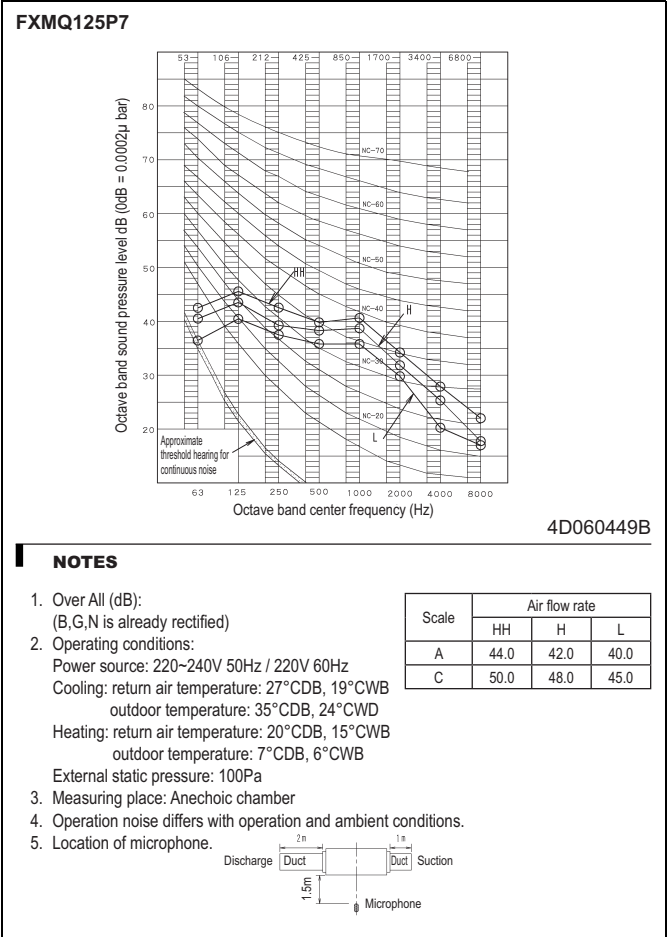 FXMQ125P7
53 106 212 425 850 1700 3400 6800
Octave band sound pressure level dB (0dB = 0.0002μ bar)
80
70
60
50
40
30
20
NC-70
NC-60
NC-50
NC-40
NC-30
NC-20
HH
H
L
Approximate
threshold hearing for
continuous noise
63 125 250 500 1000 2000 4000 8000
Octave band center frequency (Hz)
4D060449B
NOTES
1. Over All (dB):
(B,G,N is already rectified)
2. Operating conditions:
Power source: 220~240V 50Hz / 220V 60Hz
Cooling: return air temperature: 27°CDB, 19°CWB
outdoor temperature: 35°CDB, 24°CWD
Heating: return air temperature: 20°CDB, 15°CWB
outdoor temperature: 7°CDB, 6°CWB
External static pressure: 100Pa
3. Measuring place: Anechoic chamber
4. Operation noise differs with operation and ambient conditions.
5. Location of microphone.
Scale Air flow rate
HH H L
A 44.0 42.0 40.0
C 50.0 48.0 45.0
2 m 1 m
Discharge Duct Duct Suction
1.5m
Microphone